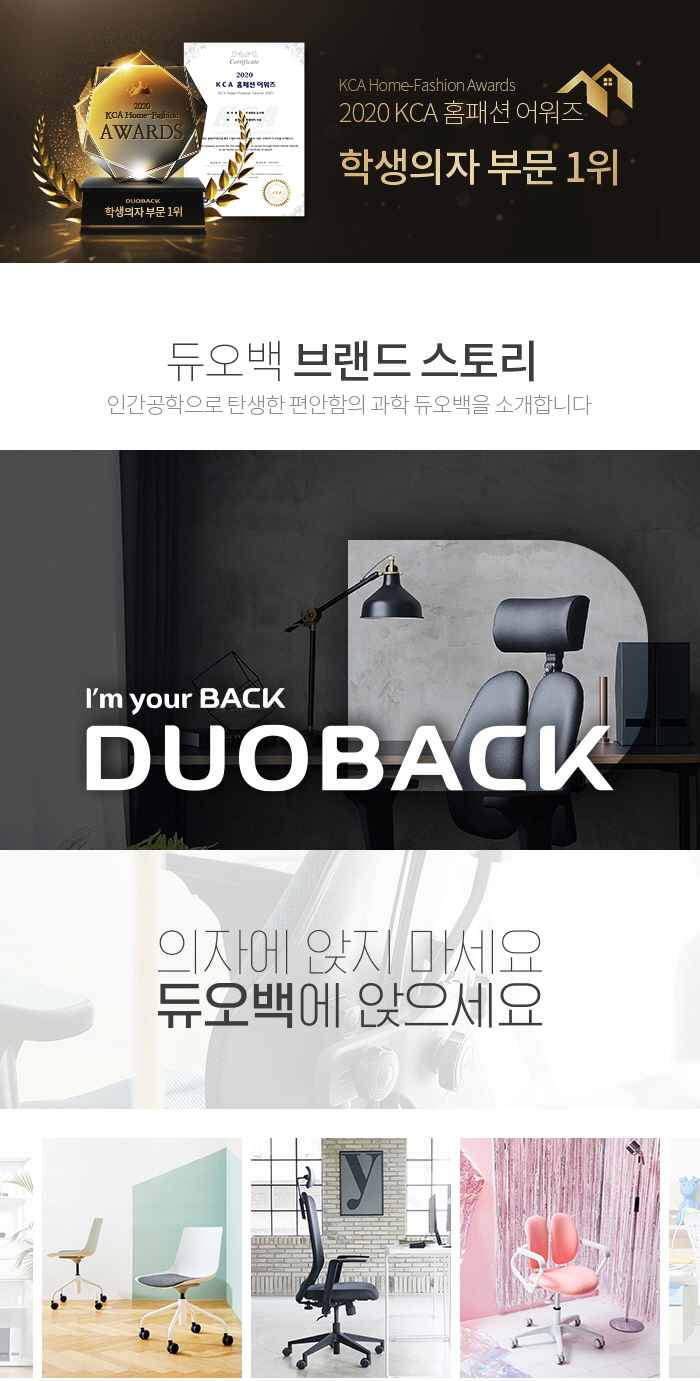 2020
KCA Home-Fashion
AWARDS
DUOBACK
학생의자 부문 1위
Certificate
2020
KCA 홈패션 어워즈
KCA Home-Fashion Awards 2020
KCA Home-Fashion Awards
2020 KCA 홈패션 어워즈
학생의자 부문 1위
듀오백 브랜드 스토리
인간공학으로 탄생한 편안함의 과학 듀오백을 소개합니다
I'm your BACK
DUOBACK
의자에 앉지 마세요
듀오백에 앉으세요
y